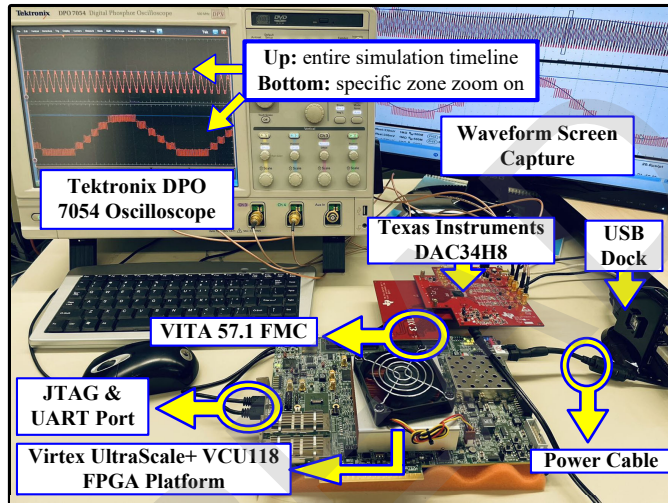 Tektronix DPO 7054 Digital Phosphor Oscilloscope
DVD
Up: entire simulation timeline
Bottom: specific zone zoom on
Waveform Screen
Capture
Tektronix DPO
7054 Oscilloscope
Texas Instruments
DAC34H8
USB
Dock
VITA 57.1 FMC
JTAG &
UART Port
Virtex UltraScale+ VCU118
FPGA Platform
Power Cable